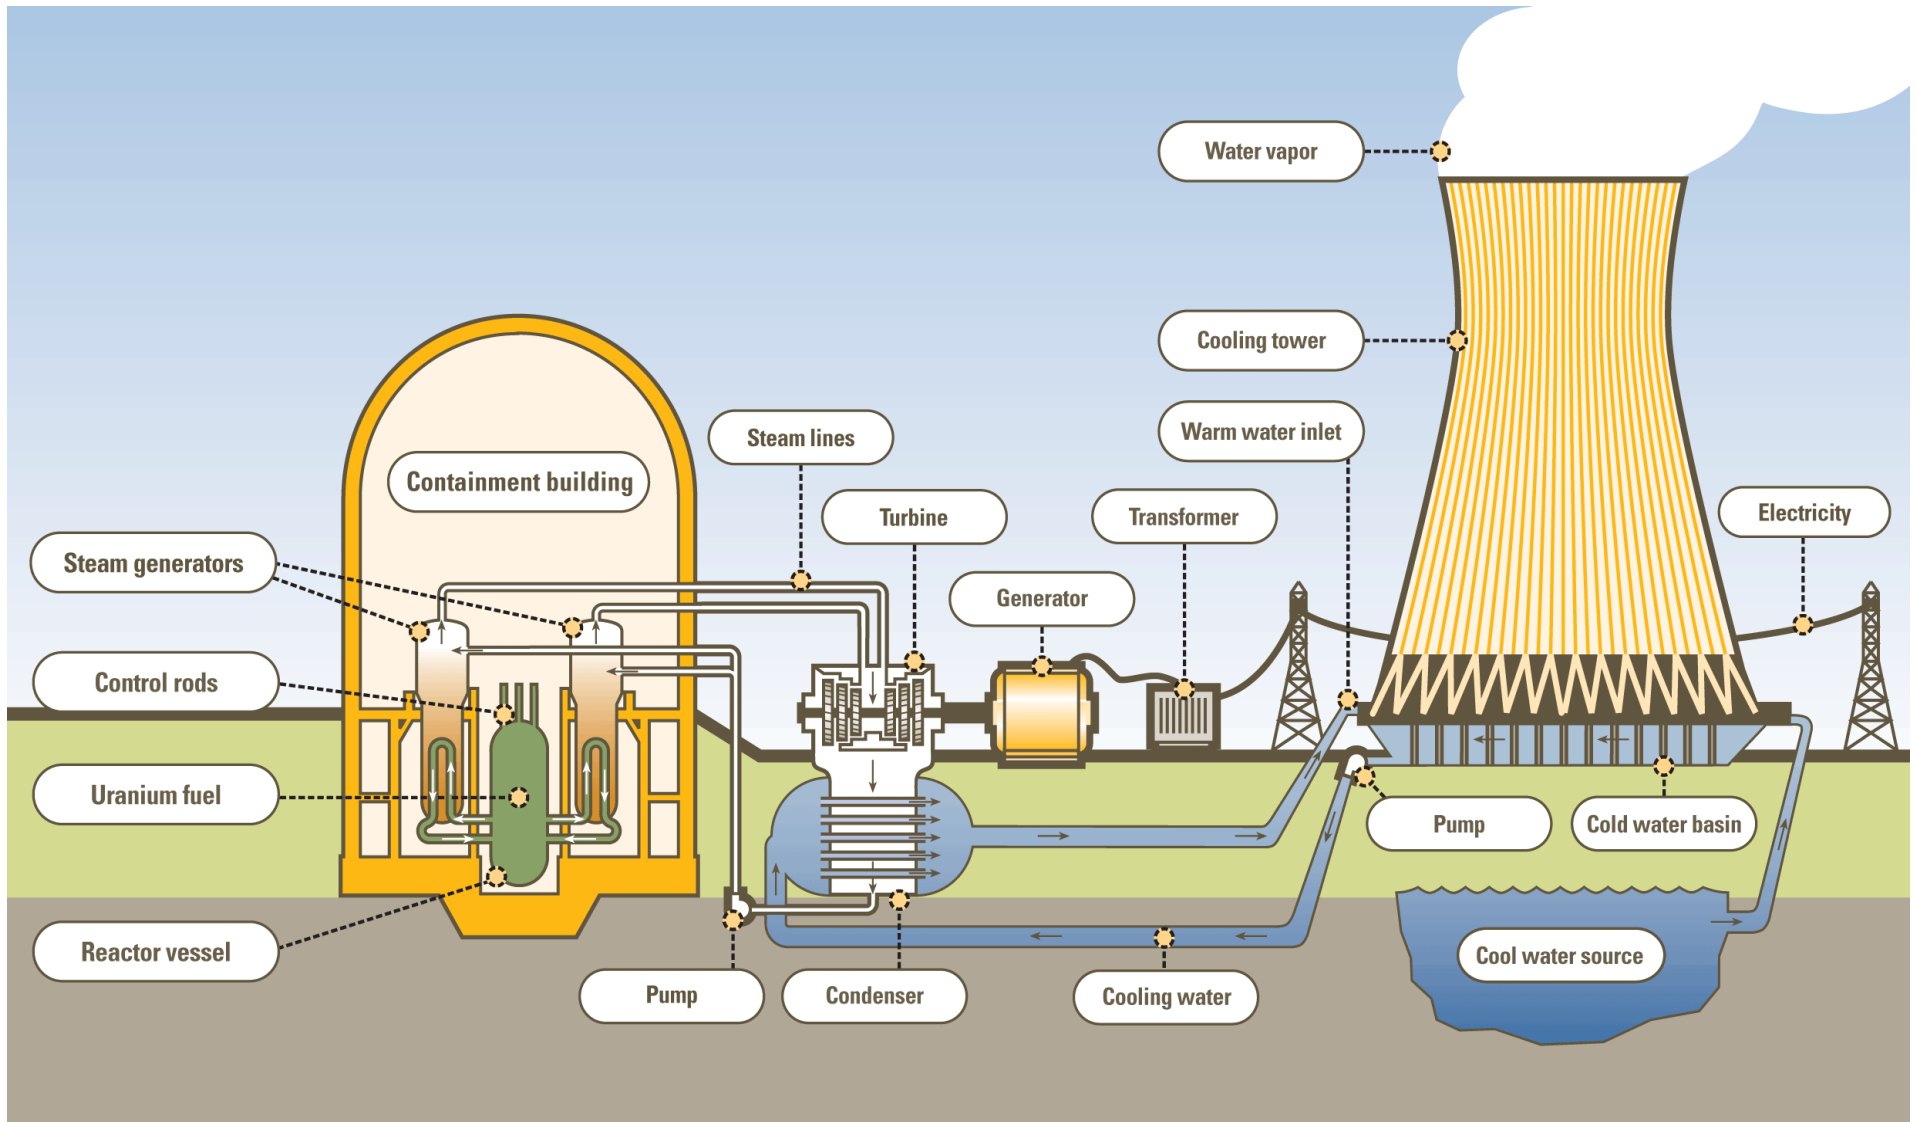 Water vapor
Cooling tower
Steam lines
Warm water inlet
Containment building
Turbine
Transformer
Electricity
Steam generators
Generator
Control rods
Uranium fuel
Pump
Cold water basin
Reactor vessel
Cool water source
Pump
Condenser
Cooling water